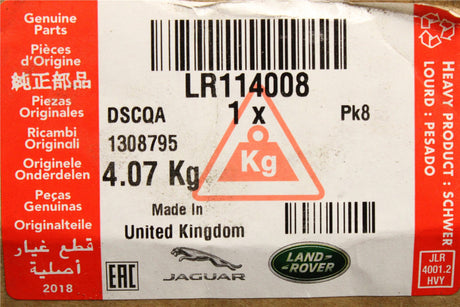 Genuine
Parts
Pièces
d'Origine
純正部品
Piezas
Originales
Ricambi
Originali
Originele
Onderdelen
Peças
Genuinas
Originalteile
قطع غيار
أصلية
2018
LR114008
DSCQA
1 x
Pk8
1308795
4.07 Kg
Kg
Made In
United Kingdom
EAC
JAGUAR
LAND-
ROVER
HEAVY PRODUCT : SCHWER
LOURD : PESADO
JLR
4001.2
HVY